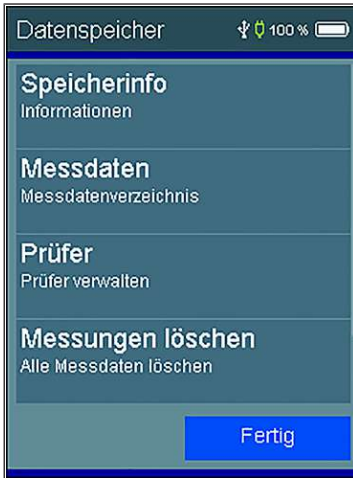 Datenspeicher 100 %
Speicherinfo
Informationen
Messdaten
Messdatenverzeichnis
Prüfer
Prüfer verwalten
Messungen löschen
Alle Messdaten löschen
Fertig